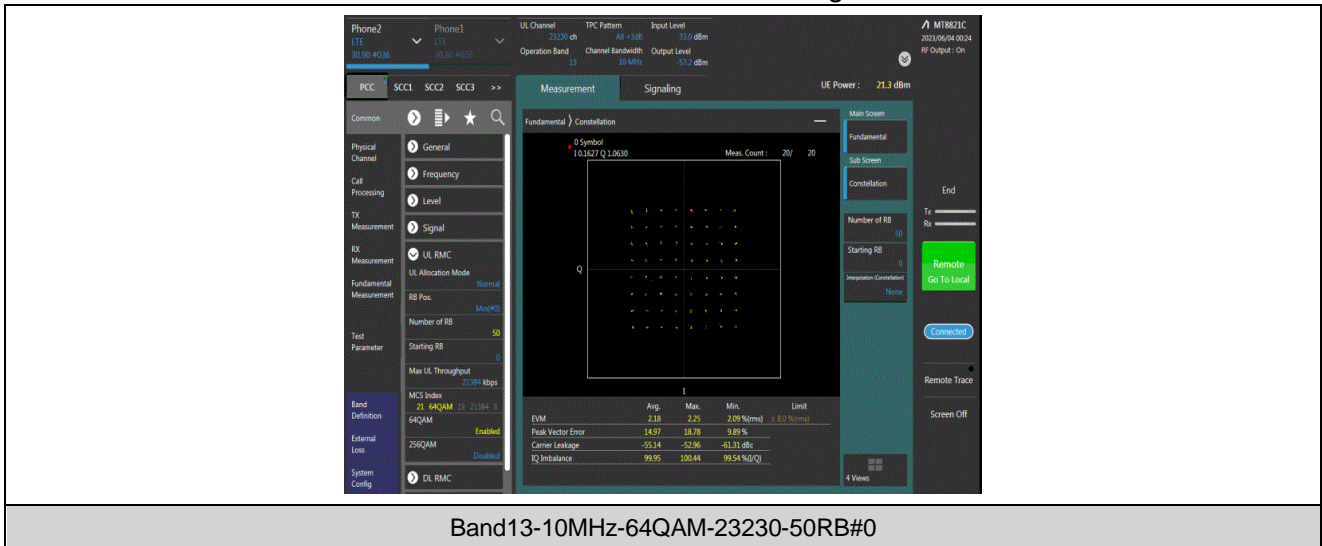 Phone2
LTE
30.90 #036
Phone1
LTE
30.90 #036
UL Channel
23230 ch
TPC Pattern
All +3dB
Input Level
33.0 dBm
Operation Band
13
Channel Bandwidth
10 MHz
Output Level
-57.2 dBm
MT8821C
2023/06/04 00:24
RF Output : On
PCC SCC1 SCC2 SCC3 >>
Measurement
Signaling
UE Power : 21.3 dBm
Common
Physical
Channel
Call
Processing
TX
Measurement
RX
Measurement
Fundamental
Measurement
Test
Parameter
Band
Definition
External
Loss
System
Config
General
Frequency
Level
Signal
UL RMC
UL Allocation Mode
Normal
RB Pos.
Min(#0)
Number of RB
50
Starting RB
0
Max UL Throughput
21384 kbps
MCS Index
21 64QAM 19 21384 8
64QAM
Enabled
256QAM
Disabled
DL RMC
Fundamental 〉 Constellation
0 Symbol
I 0.1627 Q 1.0630
Meas. Count : 20/ 20
Q
I
Avg. Max. Min. Limit
EVM 2.18 2.25 2.09 %(rms) ≤ 8.0 %(rms)
Peak Vector Error 14.97 18.78 9.89 %
Carrier Leakage -55.14 -52.96 -61.31 dBc
IQ Imbalance 99.95 100.44 99.54 %(I/Q)
Main Screen
Fundamental
Sub Screen
Constellation
Number of RB
50
Starting RB
0
Interpolation (Constellation)
None
4 Views
End
Tx
Rx
Remote
Go To Local
Connected
Remote Trace
Screen Off
Band13-10MHz-64QAM-23230-50RB#0